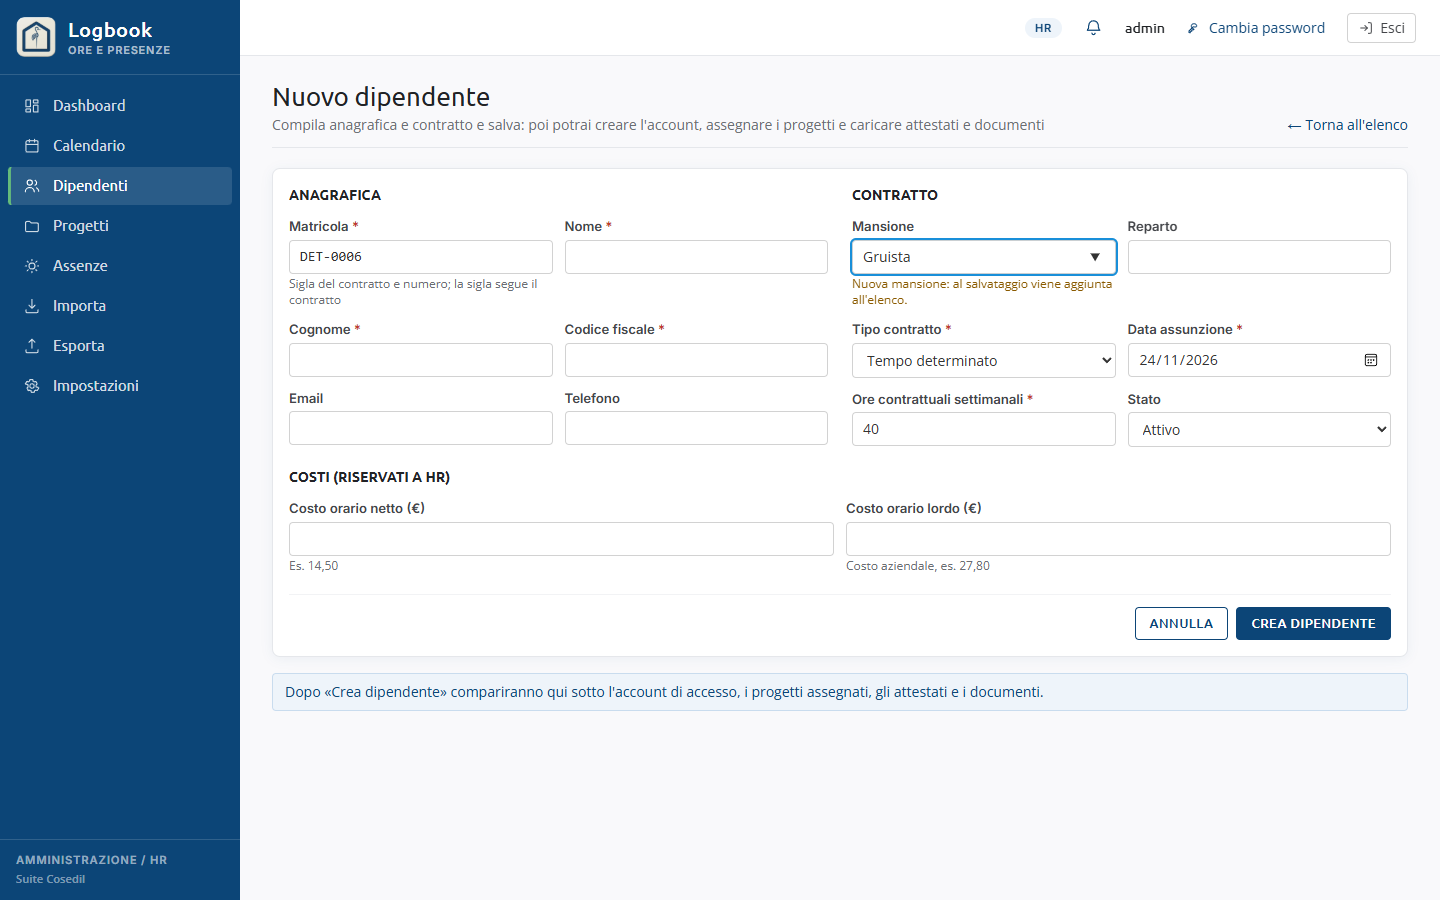 Logbook
ORE E PRESENZE
Dashboard
Calendario
Dipendenti
Progetti
Assenze
Importa
Esporta
Impostazioni
AMMINISTRAZIONE / HR
Suite Cosedil
HR
admin
Cambia password
Esci
Nuovo dipendente
Compila anagrafica e contratto e salva: poi potrai creare l'account, assegnare i progetti e caricare attestati e documenti
← Torna all'elenco
ANAGRAFICA
Matricola *
Nome *
DET-0006
Sigla del contratto e numero; la sigla segue il
contratto
Cognome *
Codice fiscale *
Email
Telefono
CONTRATTO
Mansione
Reparto
Gruista
Nuova mansione: al salvataggio viene aggiunta
all'elenco.
Tipo contratto *
Data assunzione *
Tempo determinato
24/11/2026
Ore contrattuali settimanali *
Stato
40
Attivo
COSTI (RISERVATI A HR)
Costo orario netto (€)
Costo orario lordo (€)
Es. 14,50
Costo aziendale, es. 27,80
ANNULLA
CREA DIPENDENTE
Dopo «Crea dipendente» compariranno qui sotto l'account di accesso, i progetti assegnati, gli attestati e i documenti.